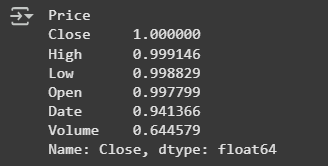 Price
Close     1.000000
High      0.999146
Low       0.998829
Open      0.997799
Date      0.941366
Volume    0.644579
Name: Close, dtype: float64